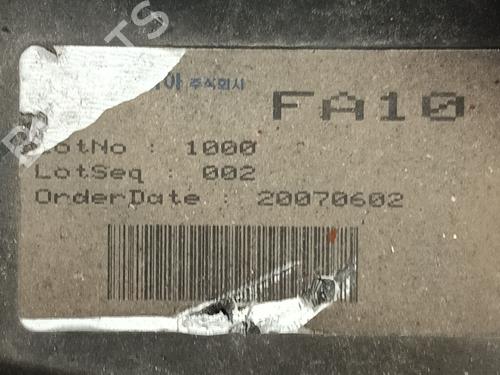 주식회사
FA10
LotNo : 1000
LotSeq : 002
OrderDate : 20070602